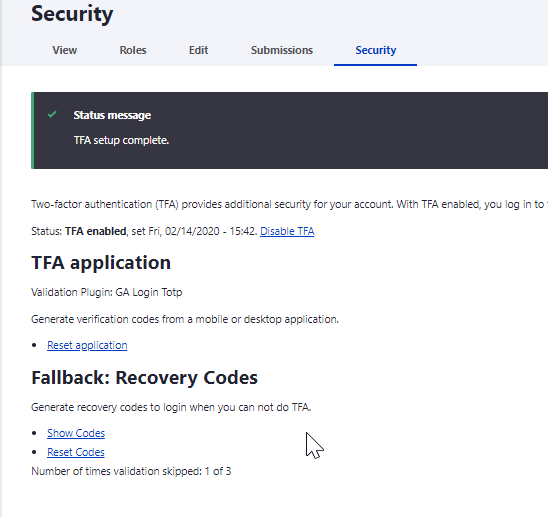 Security
View Roles Edit Submissions Security
Status message
TFA setup complete.
Two-factor authentication (TFA) provides additional security for your account. With TFA enabled, you log in to
Status: TFA enabled, set Fri, 02/14/2020 - 15:42. Disable TFA
TFA application
Validation Plugin: GA Login Totp
Generate verification codes from a mobile or desktop application.
Reset application
Fallback: Recovery Codes
Generate recovery codes to login when you can not do TFA.
Show Codes
Reset Codes
Number of times validation skipped: 1 of 3